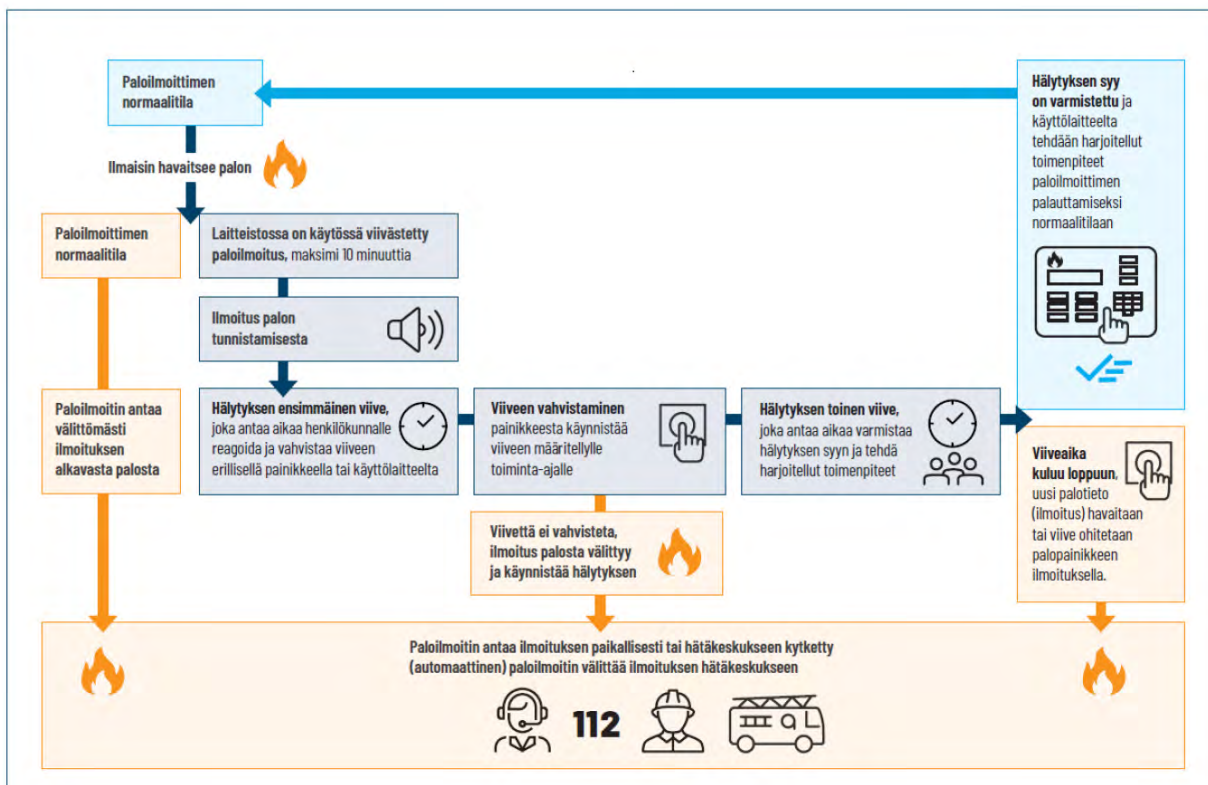 Paloilmoittimen
normaalitila
Hälytyksen syy
on varmistettu ja
käyttölaitteelta
tehdään harjoitellut
toimenpiteet
paloilmoittimen
palauttamiseksi
normaalitilaan
Ilmaisin havaitsee palon
Paloilmoittimen
normaalitila
Laitteistossa on käytössä viivästetty
paloilmoitus, maksimi 10 minuuttia
Ilmoitus palon
tunnistamisesta
Paloilmoitin antaa
välittömästi
ilmoituksen
alkavasta palosta
Hälytyksen ensimmäinen viive,
joka antaa aikaa henkilökunnalle
reagoida ja vahvistaa viiveen
erillisellä painikkeella tai käyttölaitteelta
Viiveen vahvistaminen
painikkeesta käynnistää
viiveen määritellylle
toiminta-ajalle
Hälytyksen toinen viive,
joka antaa aikaa varmistaa
hälytyksen syyn ja tehdä
harjoitellut toimenpiteet
Viiveaika
kuluu loppuun,
uusi palotieto
(ilmoitus) havaitaan
tai viive ohitetaan
palopainikkeen
ilmoituksella.
Viivettä ei vahvisteta,
ilmoitus palosta välittyy
ja käynnistää hälytyksen
Paloilmoitin antaa ilmoituksen paikallisesti tai hätäkeskukseen kytketty
(automaattinen) paloilmoitin välittää ilmoituksen hätäkeskukseen
112